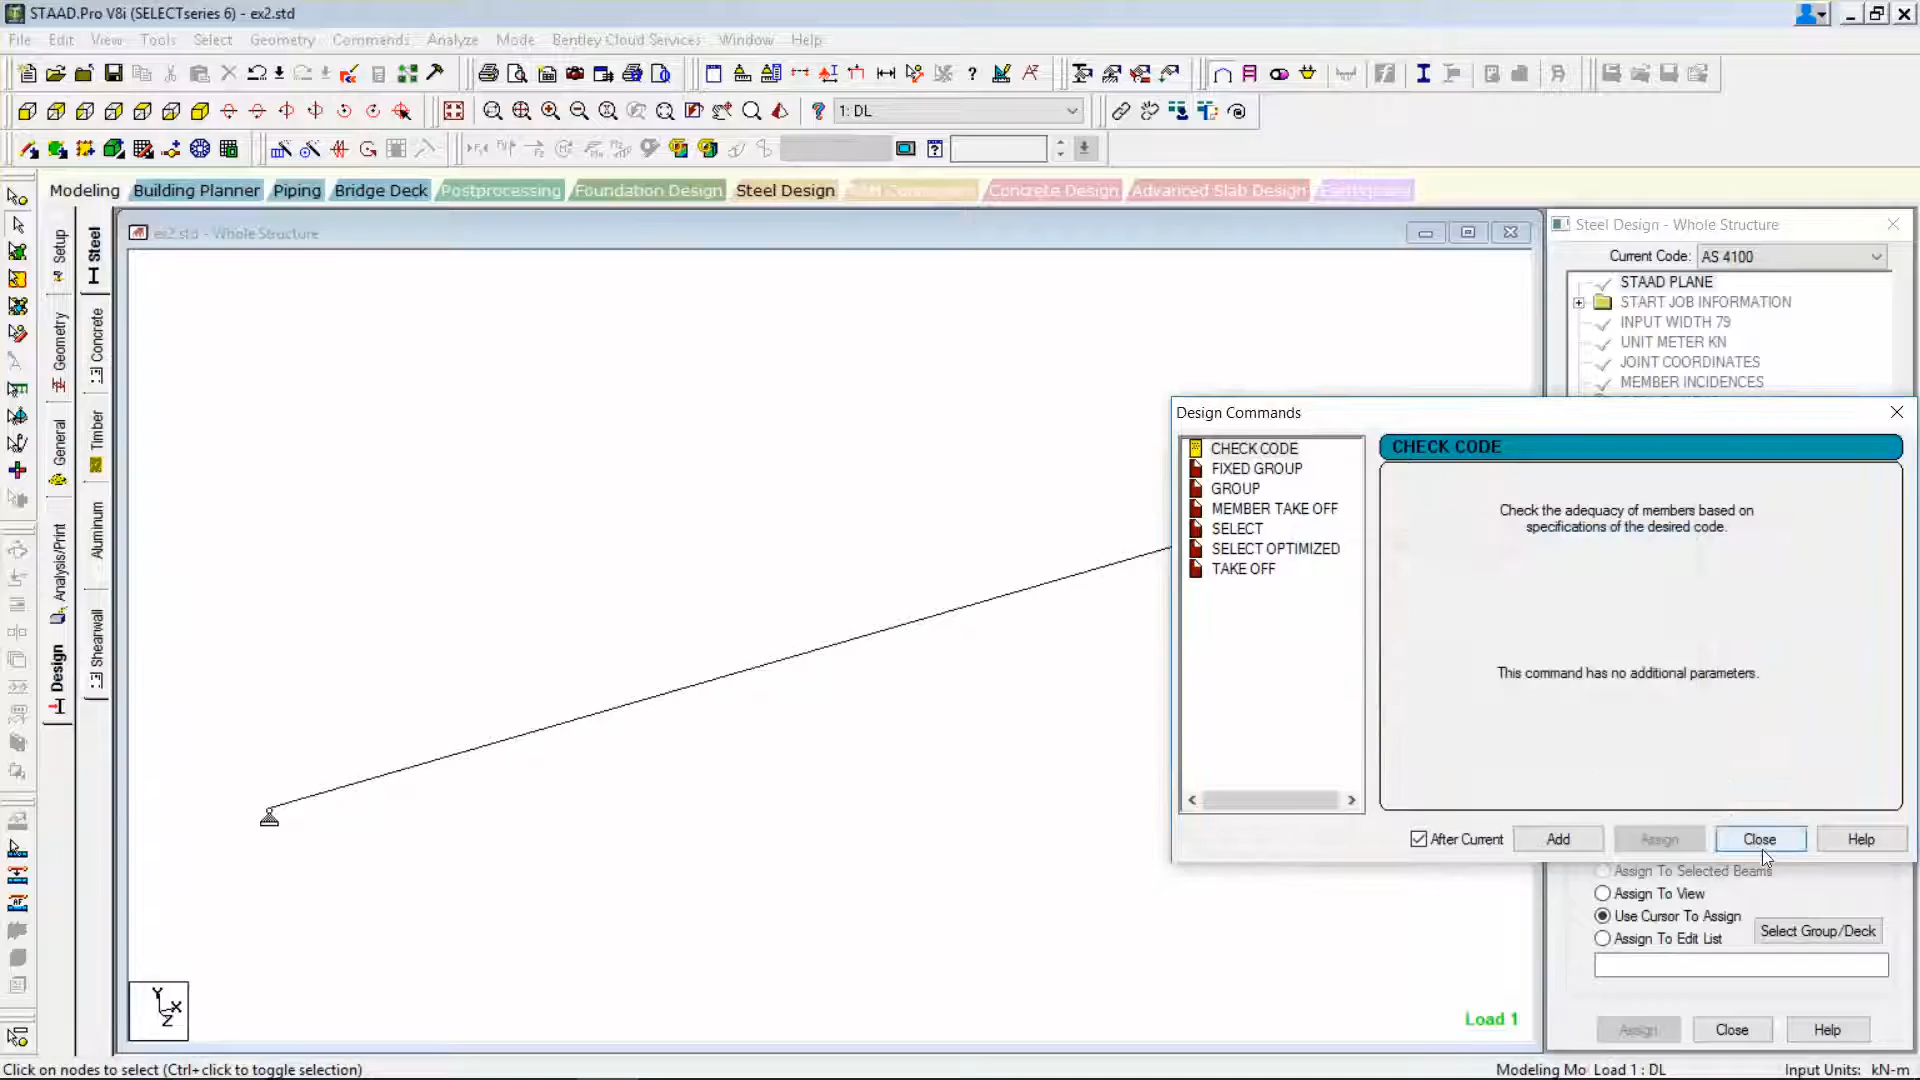 STAAD.Pro V8i (SELECTseries 6) - ex2.std
File Edit View Tools Select Geometry Commands Analyze Mode Bentley Cloud Services Window Help
1: DL
Modeling Building Planner Piping Bridge Deck Postprocessing Foundation Design Steel Design Concrete Design Advanced Slab Design Earthquake
Setup
Geometry
General
Analysis/Print
Design
Steel
Concrete
Timber
Aluminum
Shearwall
ex2.std - Whole Structure
Steel Design - Whole Structure
Current Code: AS 4100
STAAD PLANE
START JOB INFORMATION
INPUT WIDTH 79
UNIT METER KN
JOINT COORDINATES
MEMBER INCIDENCES
Design Commands
CHECK CODE
FIXED GROUP
GROUP
MEMBER TAKE OFF
SELECT
SELECT OPTIMIZED
TAKE OFF
CHECK CODE
Check the adequacy of members based on
specifications of the desired code.
This command has no additional parameters.
After Current Add Assign Close Help
Assign To Selected Beams
Assign To View
Use Cursor To Assign
Assign To Edit List
Select Group/Deck
Assign Close Help
Y
X
Z
Load 1
Click on nodes to select (Ctrl+click to toggle selection)
Modeling Mo Load 1 : DL Input Units: kN-m